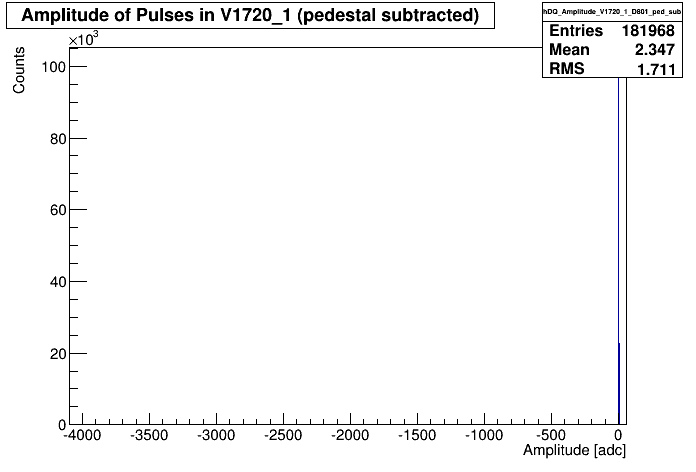 Amplitude of Pulses in V1720_1 (pedestal subtracted)
hDQ_Amplitude_V1720_1_D601_ped_sub
Entries 181968
Mean 2.347
RMS 1.711
×10³
Counts
100
80
60
40
20
0
-4000 -3500 -3000 -2500 -2000 -1500 -1000 -500 0
Amplitude [adc]